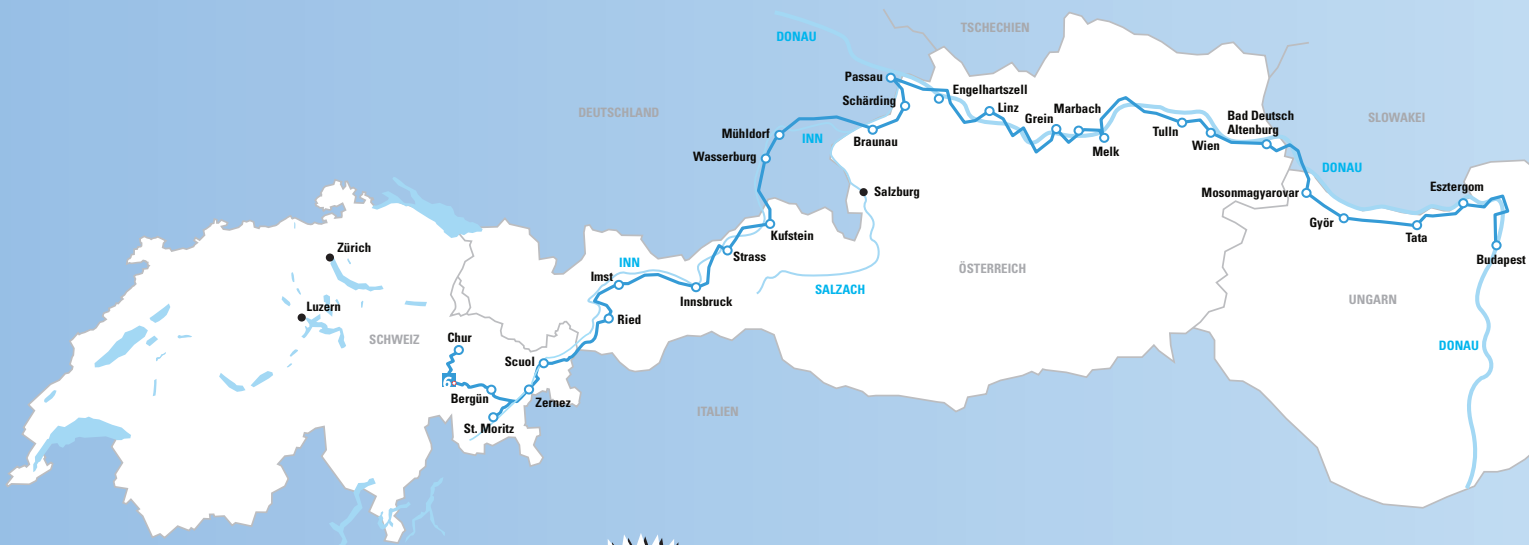 TSCHECHIEN
DONAU
Passau
Engelhartszell
Schärding
Linz
Marbach
Grein
DEUTSCHLAND
Bad Deutsch
Altenburg
SLOWAKEI
Mühldorf
INN
Braunau
Melk
Tulln
Wien
Wasserburg
DONAU
Salzburg
Mosonmagyarovar
Esztergom
Györ
Tata
Kufstein
Zürich
Strass
INN
Imst
Innsbruck
SALZACH
ÖSTERREICH
Budapest
UNGARN
Luzern
Ried
SCHWEIZ
Chur
DONAU
Scuol
6
Bergün
Zernez
ITALIEN
St. Moritz